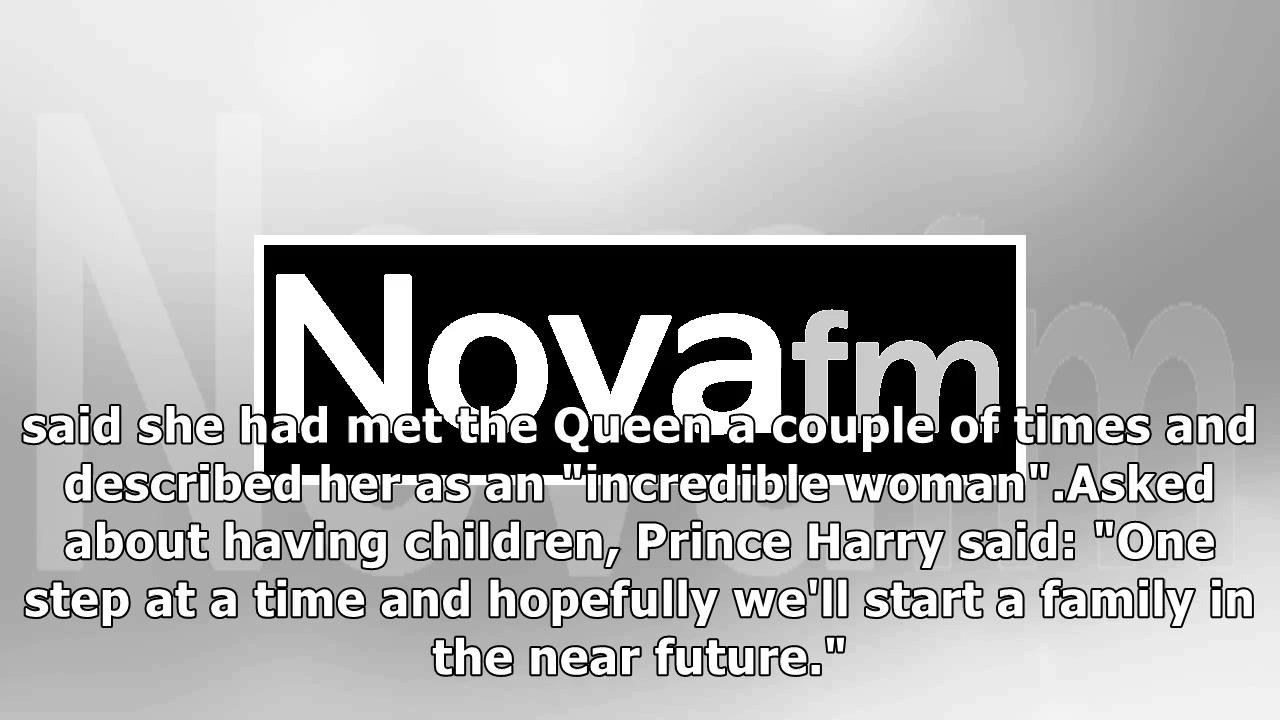 Novafm
said she had met the Queen a couple of times and
described her as an "incredible woman".Asked
about having children, Prince Harry said: "One
step at a time and hopefully we'll start a family in
the near future."